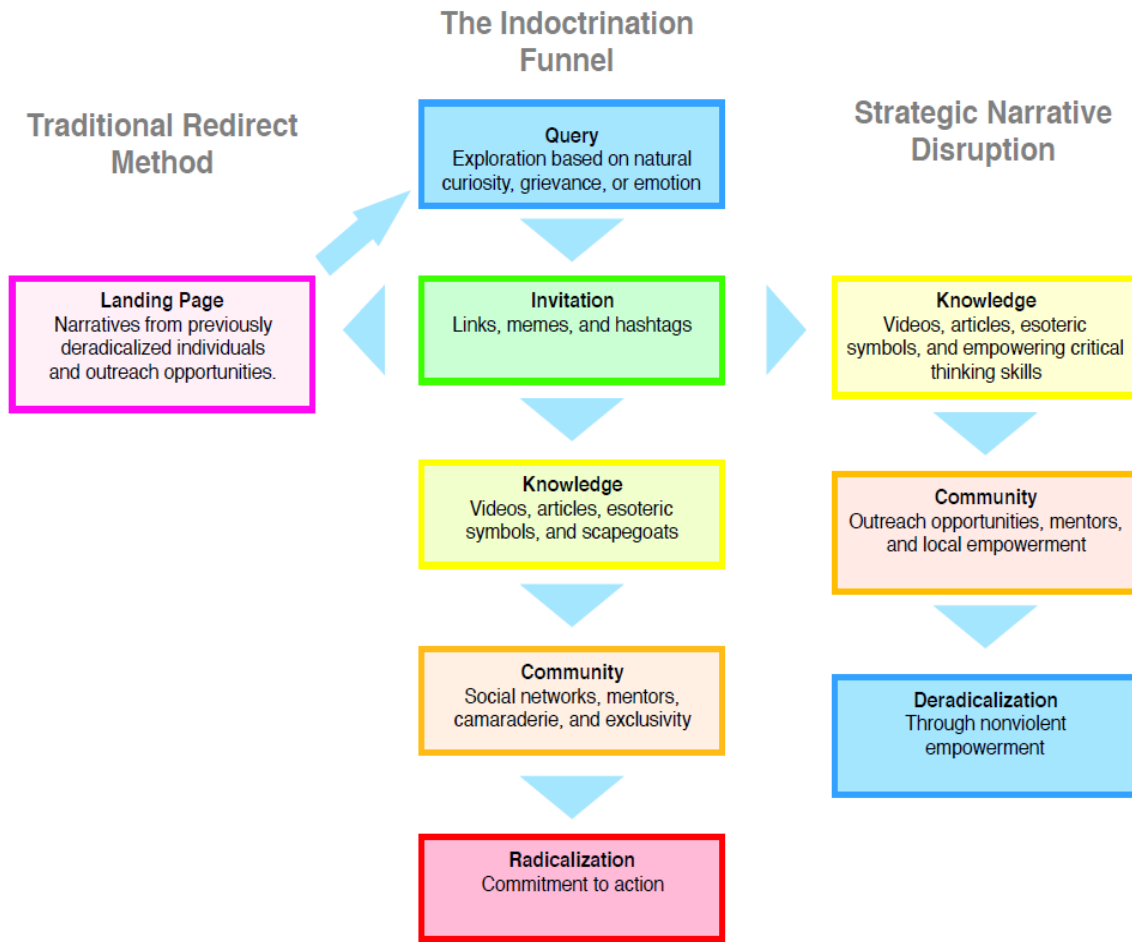 The Indoctrination
Funnel
Traditional Redirect
Method
Strategic Narrative
Disruption
Query
Exploration based on natural
curiosity, grievance, or emotion
Landing Page
Narratives from previously
deradicalized individuals
and outreach opportunities.
Invitation
Links, memes, and hashtags
Knowledge
Videos, articles, esoteric
symbols, and empowering critical
thinking skills
Knowledge
Videos, articles, esoteric
symbols, and scapegoats
Community
Outreach opportunities, mentors,
and local empowerment
Community
Social networks, mentors,
camaraderie, and exclusivity
Deradicalization
Through nonviolent
empowerment
Radicalization
Commitment to action